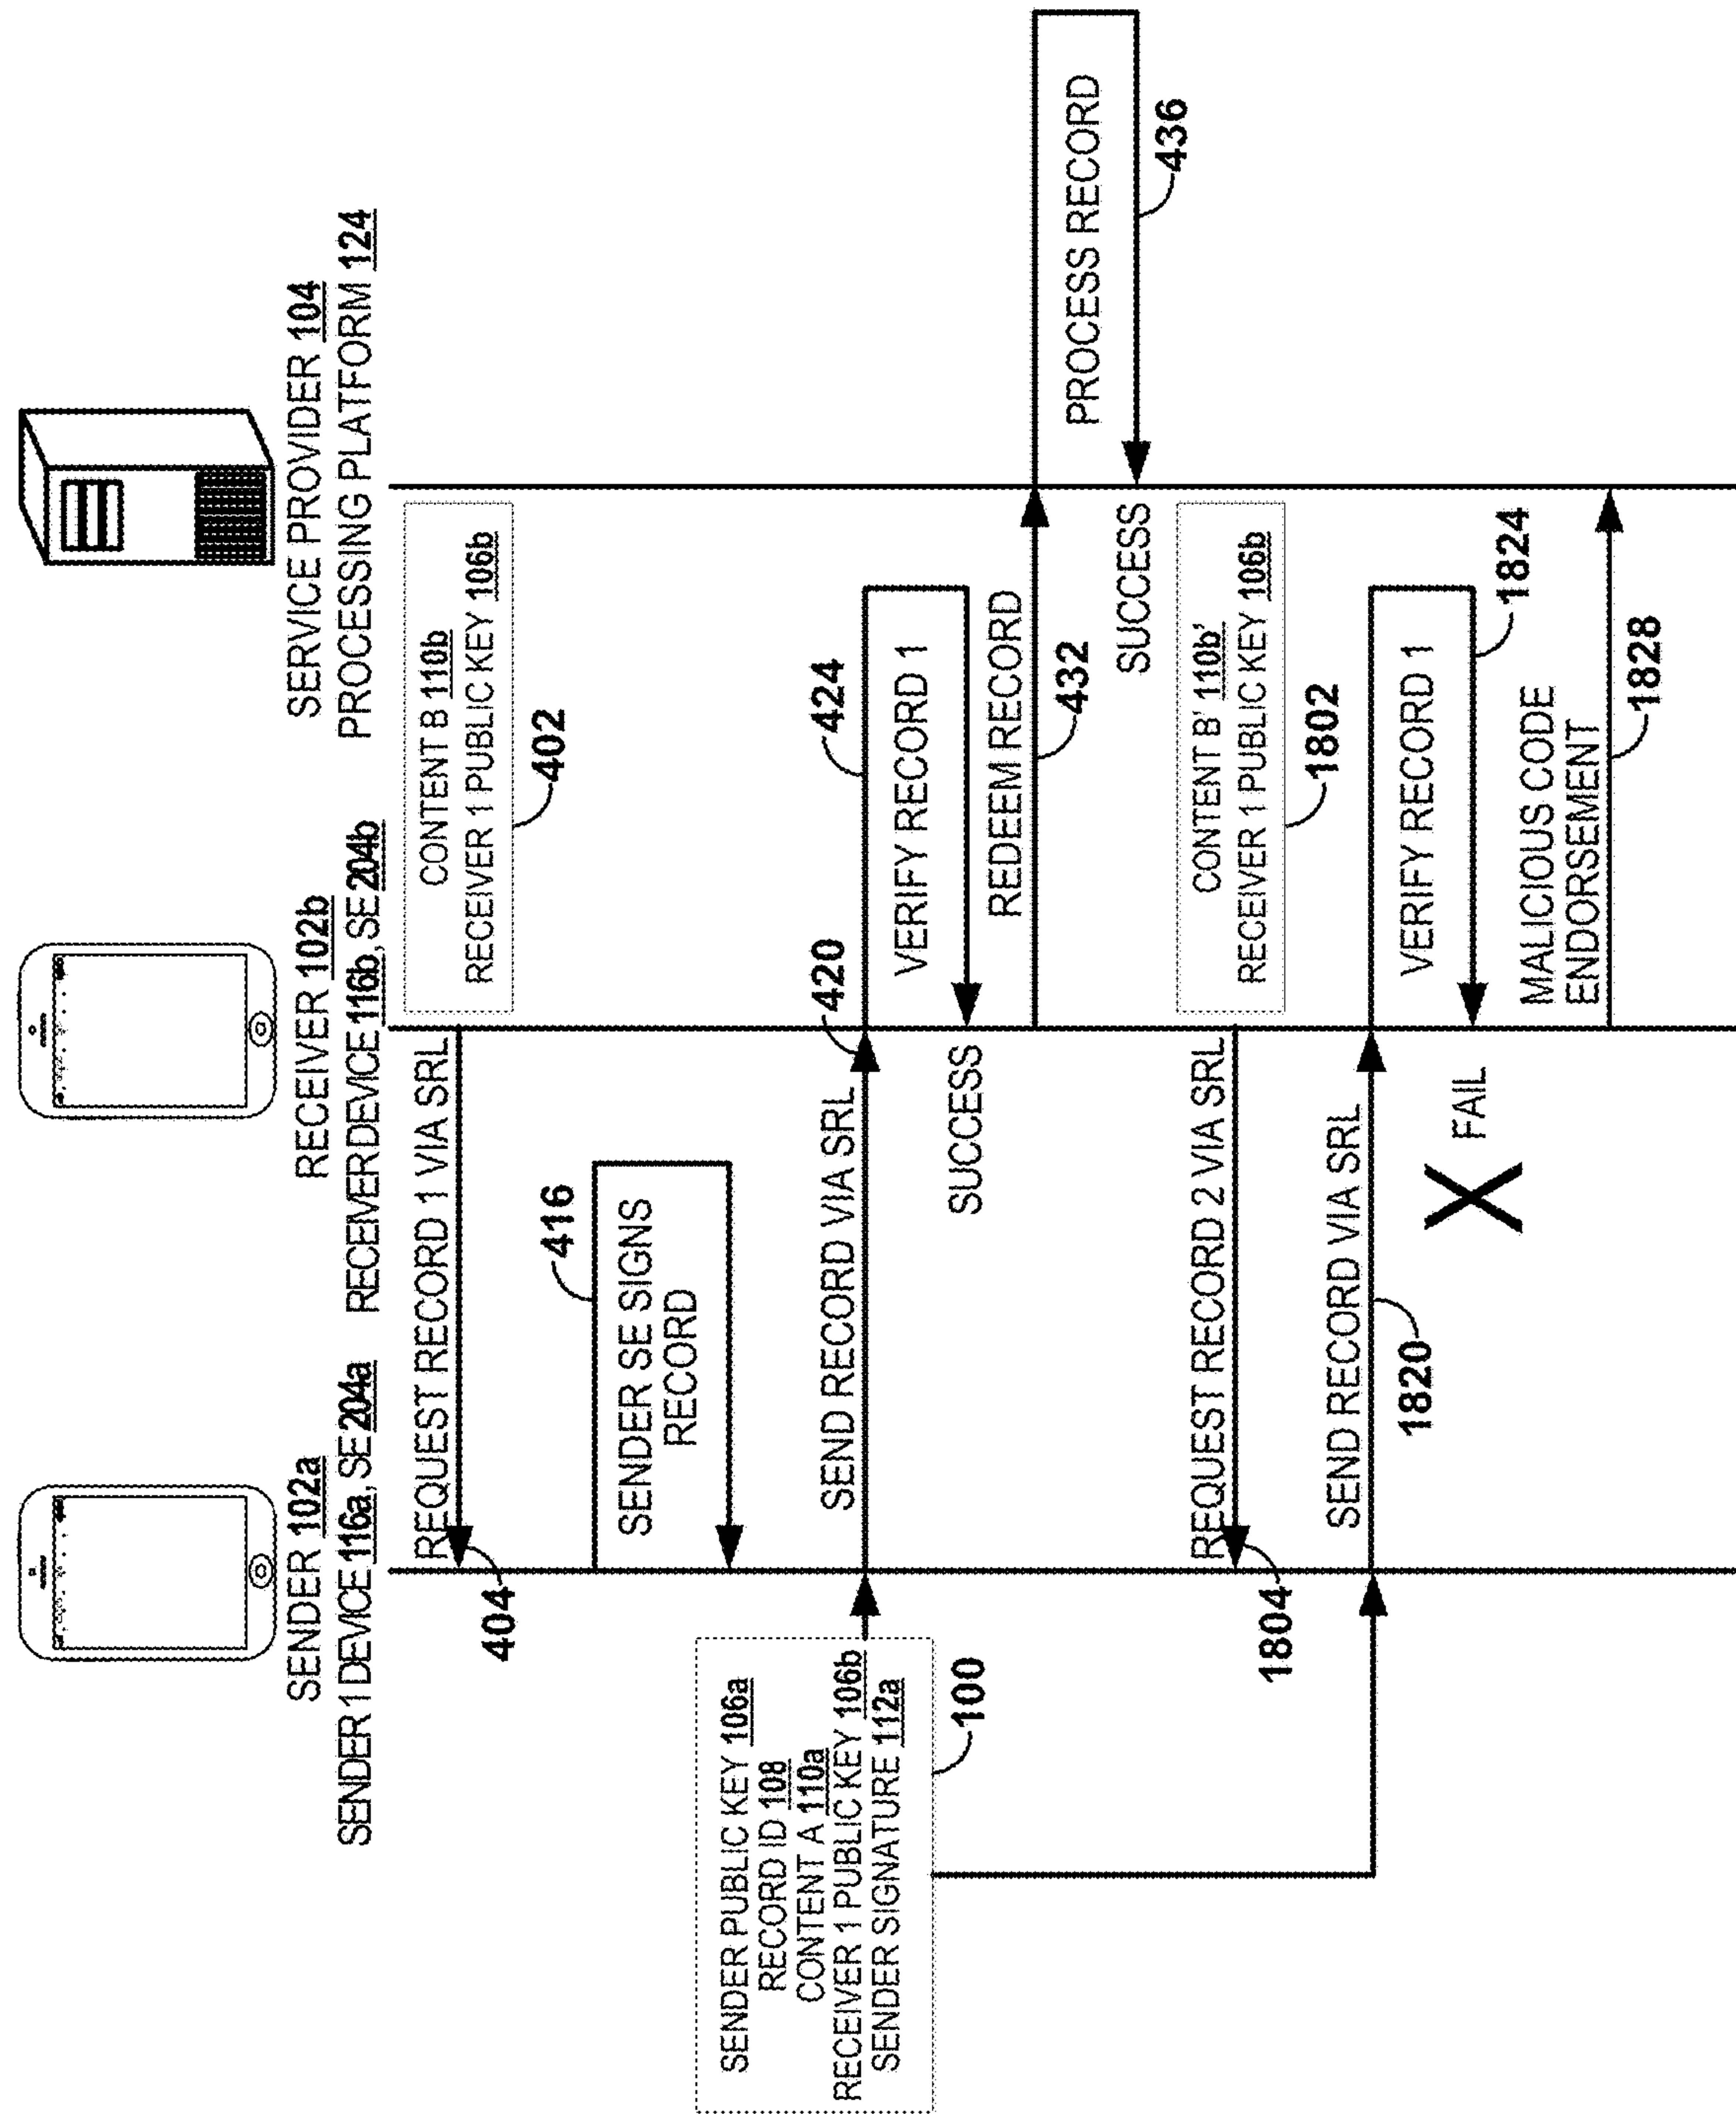 SENDER 102a
SENDER 1 DEVICE 116a, SE 204a
RECEIVER 102b
RECEIVER DEVICE 116b, SE 204b
SERVICE PROVIDER 104
PROCESSING PLATFORM 124
CONTENT B 110b
RECEIVER 1 PUBLIC KEY 106b
402
REQUEST RECORD 1 VIA SRL
404
416
SENDER SE SIGNS
RECORD
SENDER PUBLIC KEY 106a
RECORD ID 108
CONTENT A 110a
RECEIVER 1 PUBLIC KEY 106b
SENDER SIGNATURE 112a
100
SEND RECORD VIA SRL
420
424
VERIFY RECORD 1
SUCCESS
REDEEM RECORD
432
PROCESS RECORD
436
SUCCESS
CONTENT B' 110b'
RECEIVER 1 PUBLIC KEY 106b
1802
REQUEST RECORD 2 VIA SRL
1804
SEND RECORD VIA SRL
1820
VERIFY RECORD 1
1824
X
FAIL
MALICIOUS CODE
ENDORSEMENT
1828